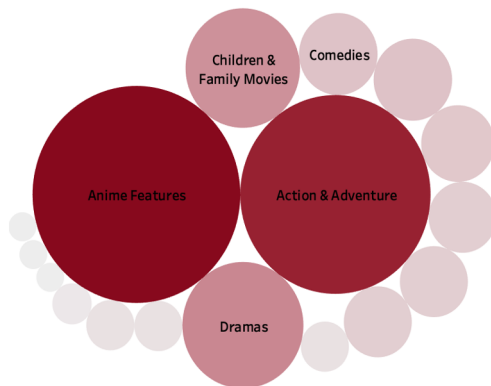 Children &
Family Movies
Comedies
Anime Features
Action & Adventure
Dramas